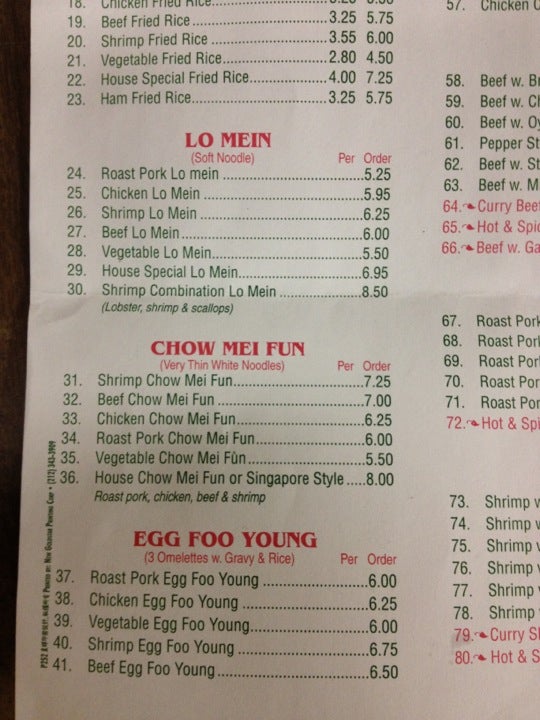 18. Chicken Fried Rice
19. Beef Fried Rice 3.25 5.75
20. Shrimp Fried Rice 3.55 6.00
21. Vegetable Fried Rice 2.80 4.50
22. House Special Fried Rice 4.00 7.25
23. Ham Fried Rice 3.25 5.75
LO MEIN
(Soft Noodle) Per Order
24. Roast Pork Lo mein 5.25
25. Chicken Lo Mein 5.95
26. Shrimp Lo Mein 6.25
27. Beef Lo Mein 6.00
28. Vegetable Lo Mein 5.50
29. House Special Lo Mein 6.95
30. Shrimp Combination Lo Mein 8.50
(Lobster, shrimp & scallops)
CHOW MEI FUN
(Very Thin White Noodles) Per Order
31. Shrimp Chow Mei Fun 7.25
32. Beef Chow Mei Fun 7.00
33. Chicken Chow Mei Fun 6.25
34. Roast Pork Chow Mei Fun 6.00
35. Vegetable Chow Mei Fun 5.50
36. House Chow Mei Fun or Singapore Style 8.00
Roast pork, chicken, beef & shrimp
EGG FOO YOUNG
(3 Omelettes w. Gravy & Rice) Per Order
37. Roast Pork Egg Foo Young 6.00
38. Chicken Egg Foo Young 6.25
39. Vegetable Egg Foo Young 6.00
40. Shrimp Egg Foo Young 6.75
41. Beef Egg Foo Young 6.50
57. Chicken
58. Beef w.
59. Beef w.
60. Beef w.
61. Pepper
62. Beef w.
63. Beef w.
64. Curry Beef
65. Hot &
66. Beef w.
67. Roast Pork
68. Roast
69. Roast
70. Roast
71. Roast
72. Hot &
73. Shrimp
74. Shrimp
75. Shrimp
76. Shrimp
77. Shrimp
78. Shrimp
79. Curry
80. Hot &